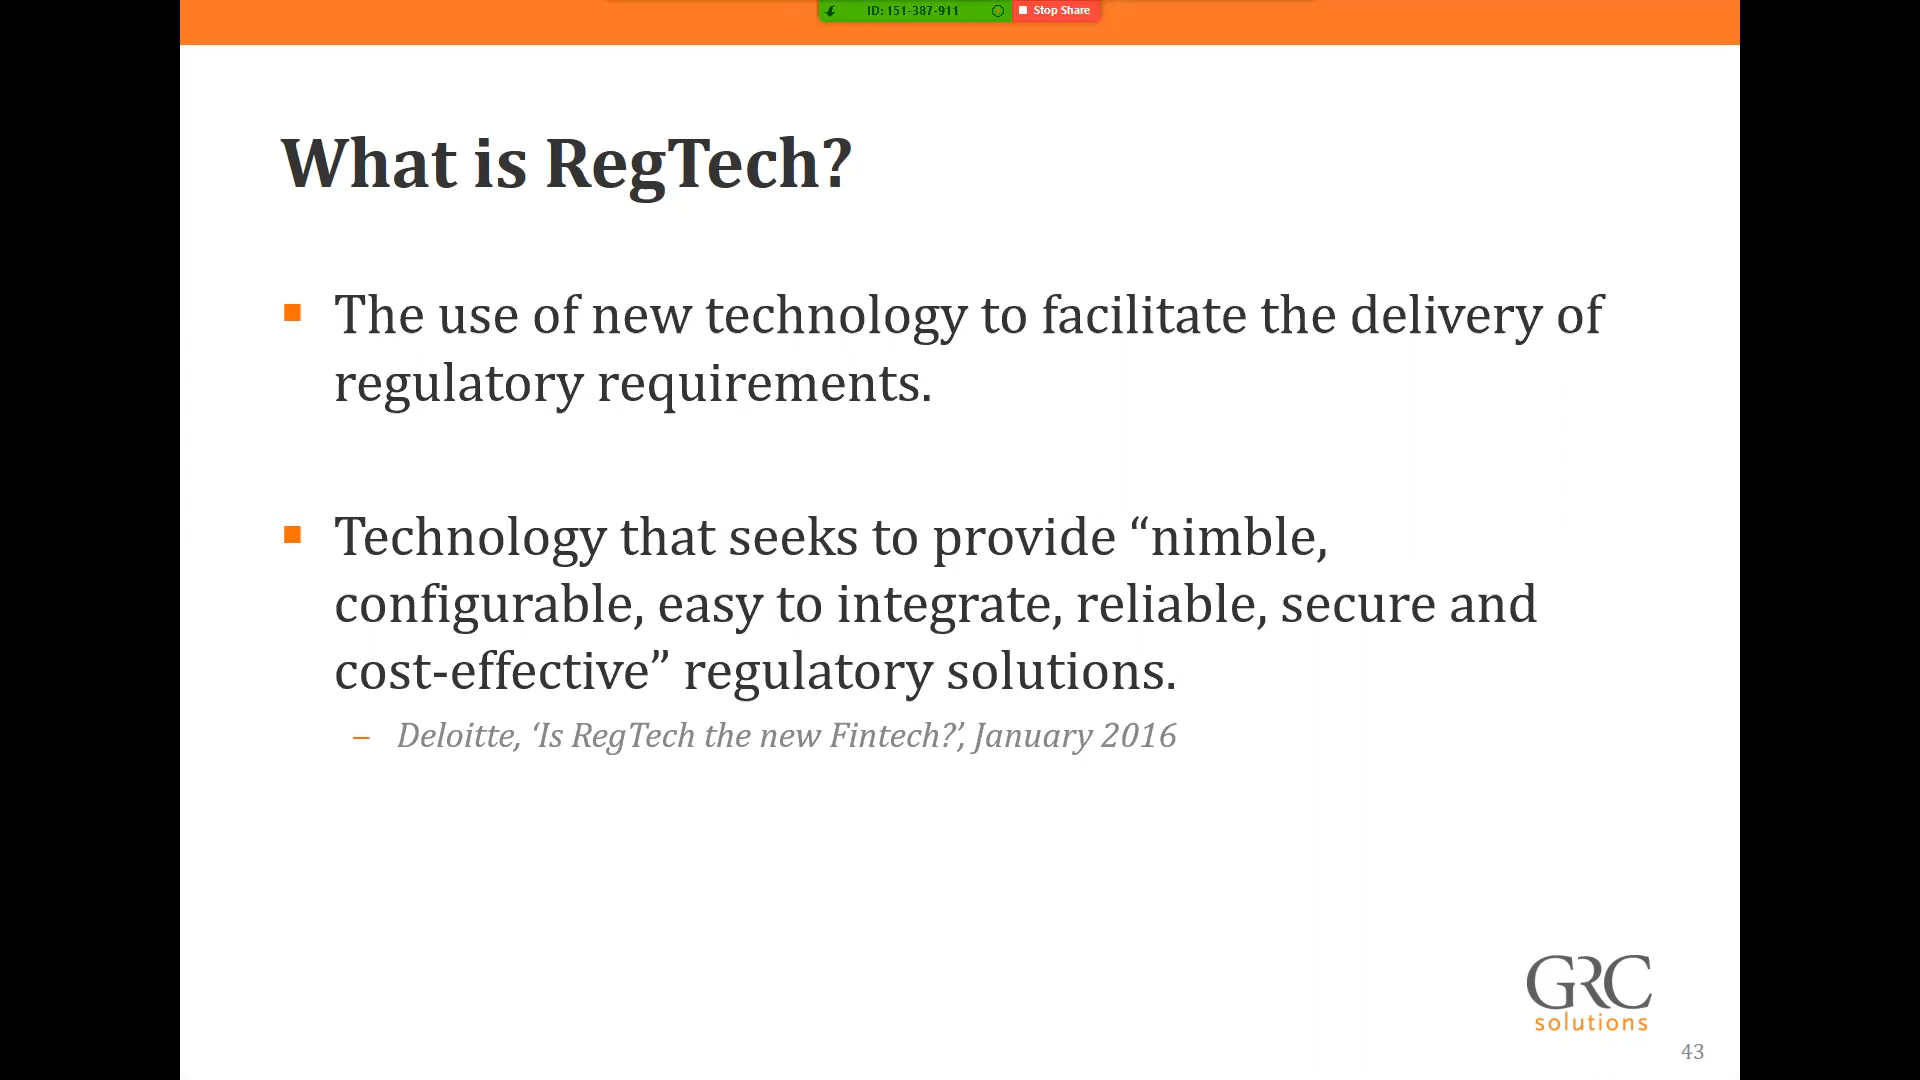 ID: 151-387-911
Stop Share
What is RegTech?
The use of new technology to facilitate the delivery of
regulatory requirements.
Technology that seeks to provide “nimble,
configurable, easy to integrate, reliable, secure and
cost-effective” regulatory solutions.
– Deloitte, ‘Is RegTech the new Fintech?’, January 2016
GRC
solutions
43